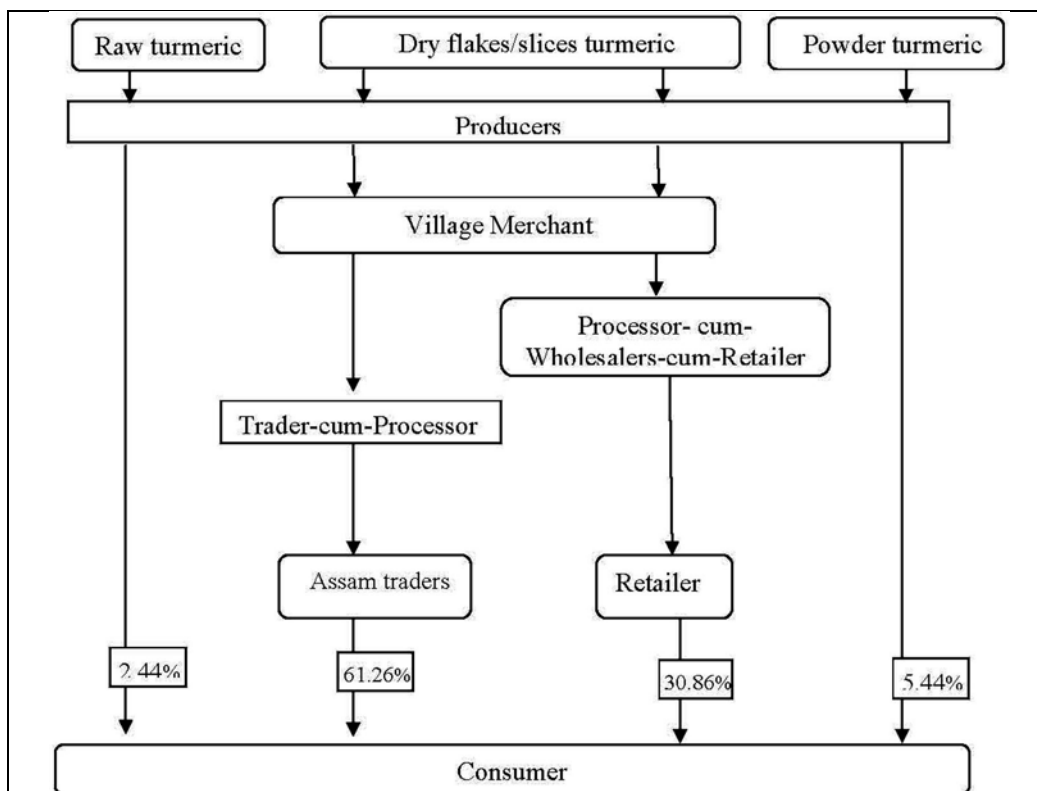 Raw turmeric
Dry flakes/slices turmeric
Powder turmeric
Producers
Village Merchant
Processor- cum-
Wholesalers-cum-Retailer
Trader-cum-Processor
Assam traders
Retailer
2.44%
61.26%
30.86%
5.44%
Consumer